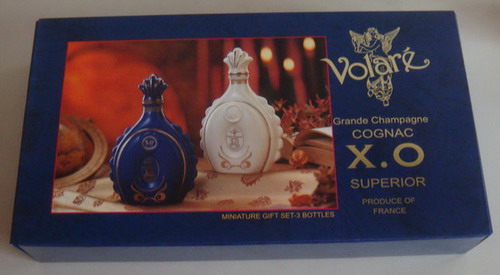 Volaré
Grande Champagne
COGNAC
X.O
SUPERIOR
PRODUCE OF
FRANCE
MINIATURE GIFT SET-3 BOTTLES